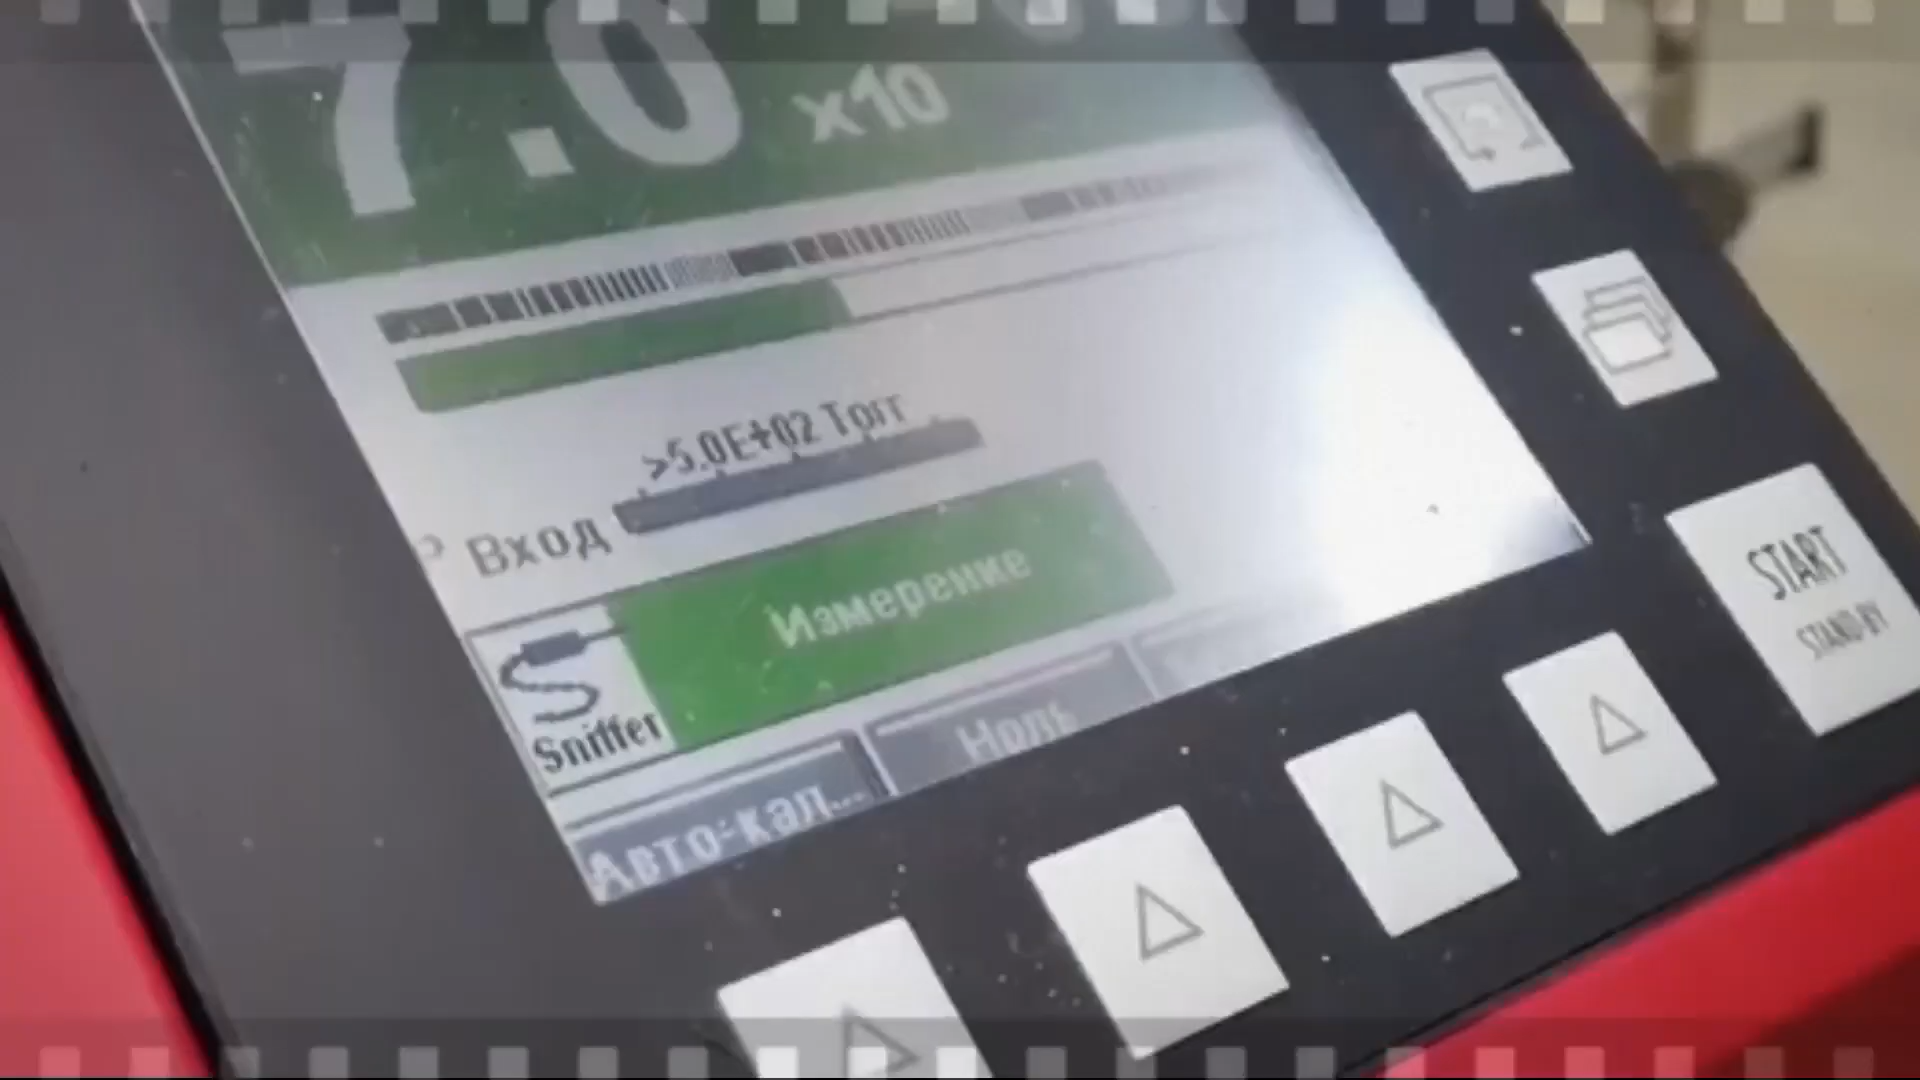 7.0 x10
>5.0E+02 Torr
P Вход
Измерение
Sniffer
Ноль
Авто-кал...
START
STAND-BY